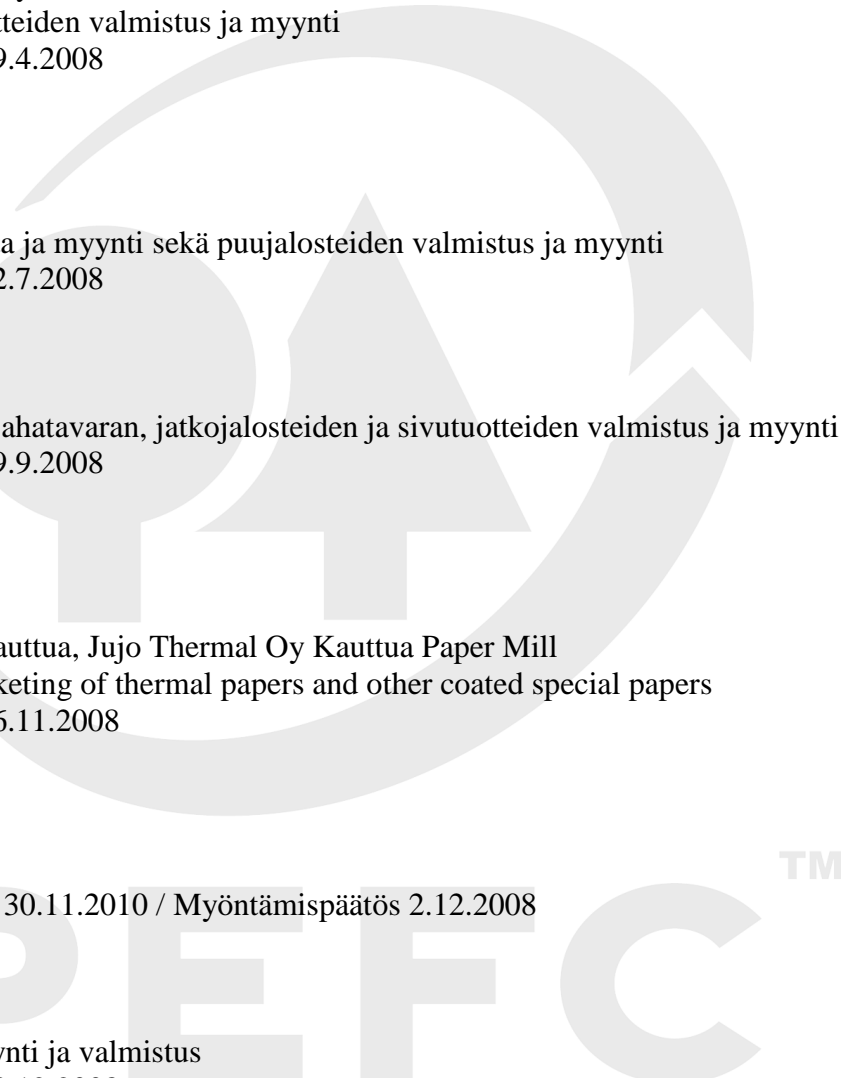 tteiden valmistus ja myynti
9.4.2008
a ja myynti sekä puujalosteiden valmistus ja myynti
2.7.2008
ahatavaran, jatkojalosteiden ja sivutuotteiden valmistus ja myynti
9.9.2008
auttua, Jujo Thermal Oy Kauttua Paper Mill
keting of thermal papers and other coated special papers
6.11.2008
TM
30.11.2010 / Myöntämispäätös 2.12.2008
PEFC
ynti ja valmistus